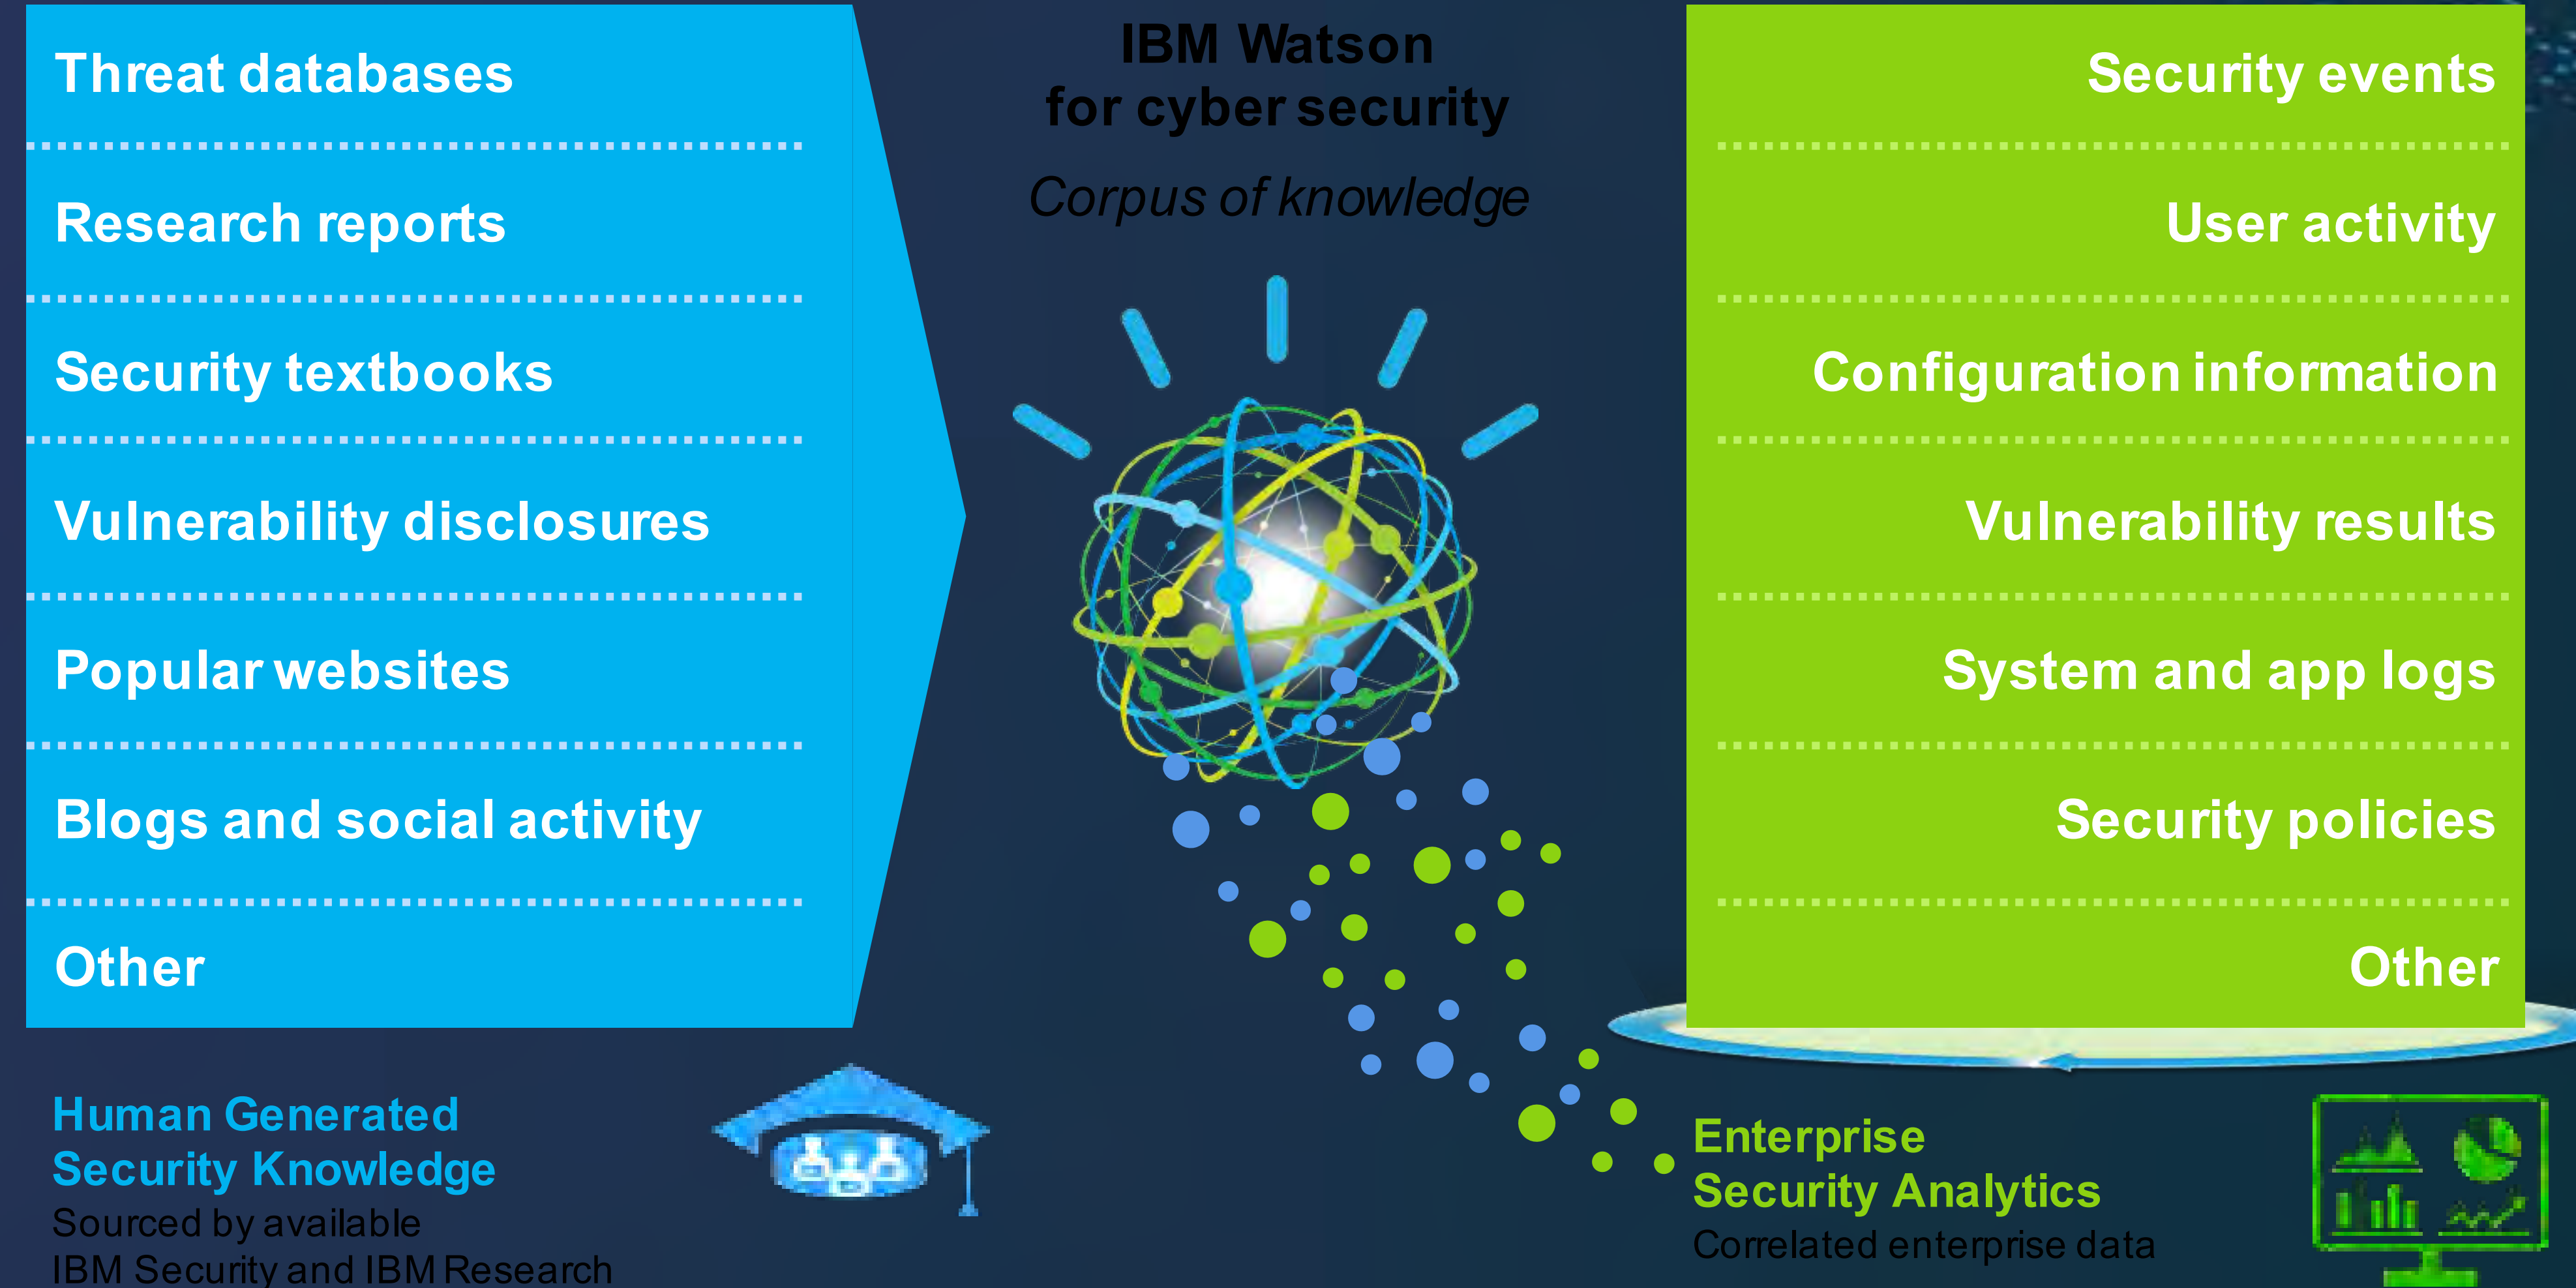 Threat databases
Research reports
Security textbooks
Vulnerability disclosures
Popular websites
Blogs and social activity
Other
Human Generated
Security Knowledge
Sourced by available
IBM Security and IBM Research
IBM Watson
for cyber security
Corpus of knowledge
Security events
User activity
Configuration information
Vulnerability results
System and app logs
Security policies
Other
Enterprise
Security Analytics
Correlated enterprise data